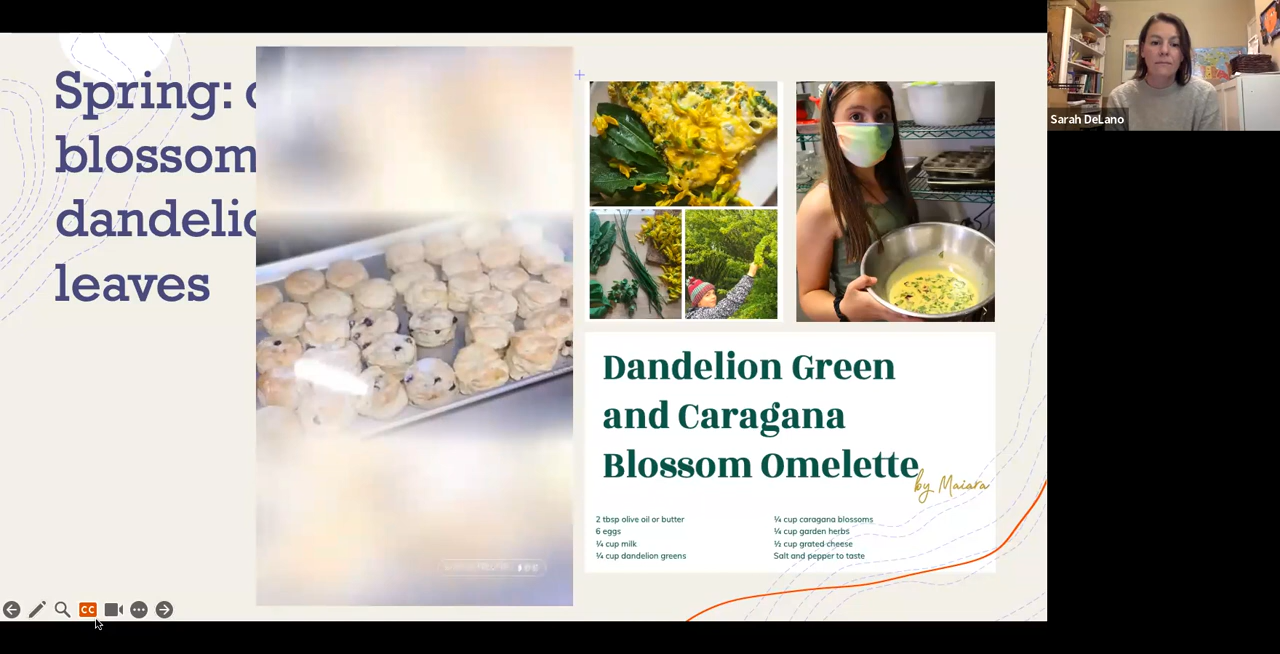 Spring: c
blossom
dandelic
leaves
Dandelion Green
and Caragana
Blossom Omelette
by Maiara
2 tbsp olive oil or butter
6 eggs
¼ cup milk
¼ cup dandelion greens
¼ cup caragana blossoms
¼ cup garden herbs
½ cup grated cheese
Salt and pepper to taste
CC
Sarah DeLano